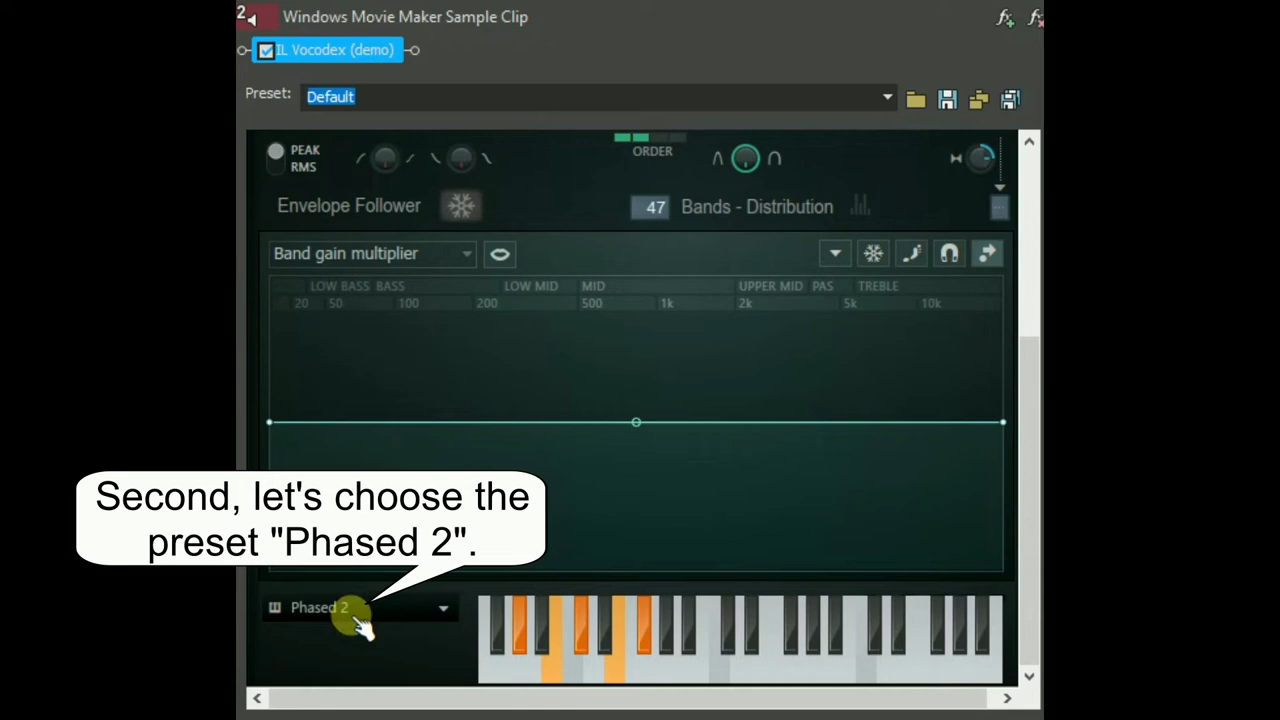 2
Windows Movie Maker Sample Clip
IL Vocodex (demo)
Preset: Default
PEAK
RMS
ORDER
Envelope Follower
47 Bands - Distribution
Band gain multiplier
LOW BASS BASS LOW MID MID UPPER MID PAS TREBLE
20 50 100 200 500 1k 2k 5k 10k
Second, let's choose the
preset "Phased 2".
Phased 2